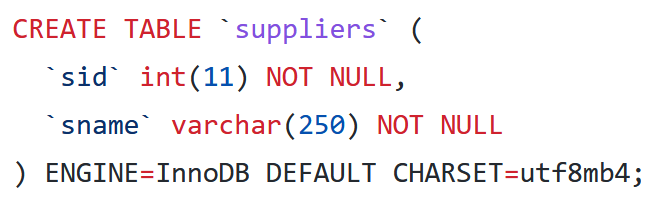 CREATE TABLE `suppliers` (
  `sid` int(11) NOT NULL,
  `sname` varchar(250) NOT NULL
) ENGINE=InnoDB DEFAULT CHARSET=utf8mb4;